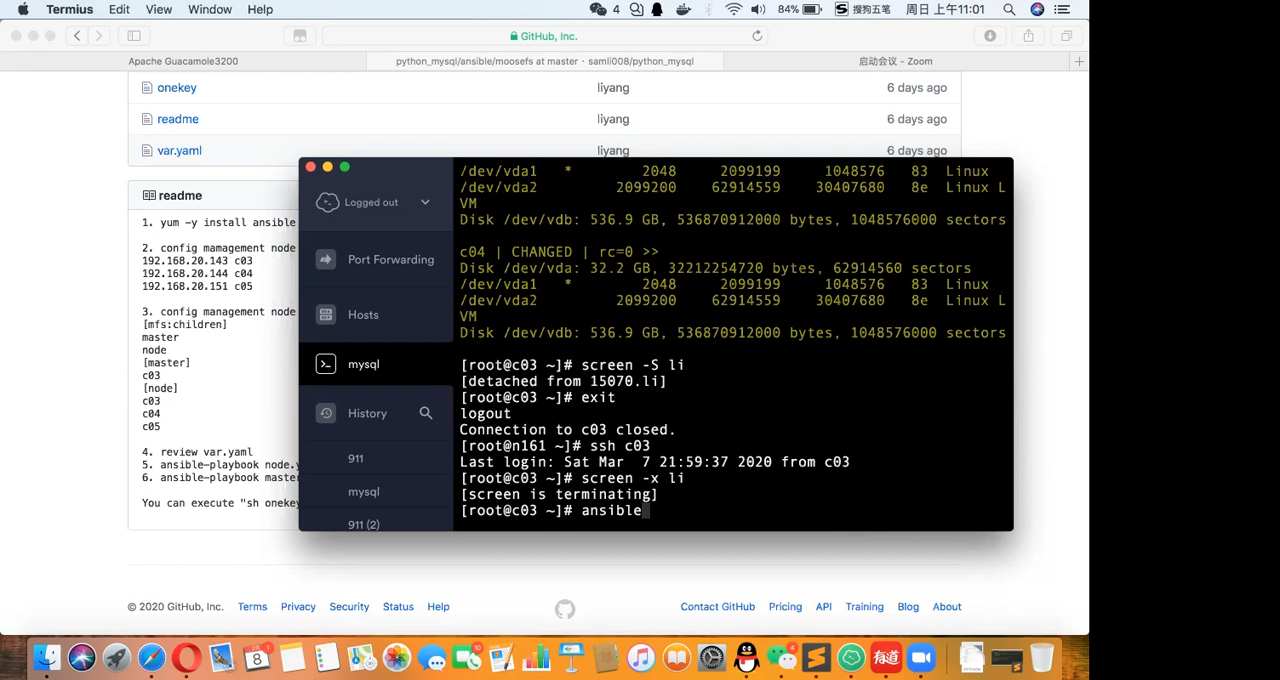 Termius Edit View Window Help 4 84% 搜狗五笔 周日 上午11:01
GitHub, Inc.
Apache Guacamole3200 python_mysql/ansible/moosefs at master · samli008/python_mysql 启动会议 - Zoom
onekey liyang 6 days ago
readme liyang 6 days ago
var.yaml liyang 6 days ago
readme
1. yum -y install ansible
2. config mamagement node
192.168.20.143 c03
192.168.20.144 c04
192.168.20.151 c05
3. config management node
[mfs:children]
master
node
[master]
c03
[node]
c03
c04
c05
4. review var.yaml
5. ansible-playbook node.y
6. ansible-playbook maste
You can execute "sh onekey
Logged out
Port Forwarding
Hosts
mysql
History
911
mysql
911 (2)
/dev/vda1 * 2048 2099199 1048576 83 Linux
/dev/vda2 2099200 62914559 30407680 8e Linux L
VM
Disk /dev/vdb: 536.9 GB, 536870912000 bytes, 1048576000 sectors
c04 | CHANGED | rc=0 >>
Disk /dev/vda: 32.2 GB, 32212254720 bytes, 62914560 sectors
/dev/vda1 * 2048 2099199 1048576 83 Linux
/dev/vda2 2099200 62914559 30407680 8e Linux L
VM
Disk /dev/vdb: 536.9 GB, 536870912000 bytes, 1048576000 sectors
[root@c03 ~]# screen -S li
[detached from 15070.li]
[root@c03 ~]# exit
logout
Connection to c03 closed.
[root@n161 ~]# ssh c03
Last login: Sat Mar 7 21:59:37 2020 from c03
[root@c03 ~]# screen -x li
[screen is terminating]
[root@c03 ~]# ansible
© 2020 GitHub, Inc. Terms Privacy Security Status Help Contact GitHub Pricing API Training Blog About
8
有道